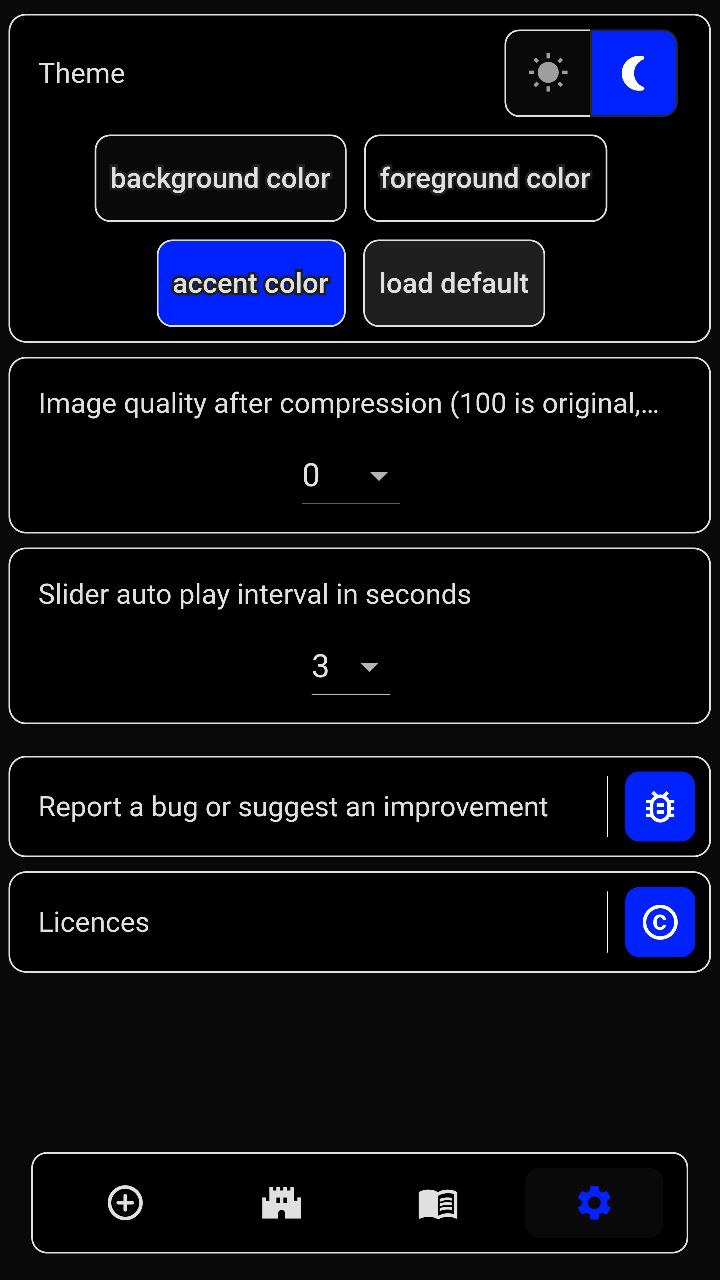 Theme
background color
foreground color
accent color
load default
Image quality after compression (100 is original,...
0
Slider auto play interval in seconds
3
Report a bug or suggest an improvement
Licences